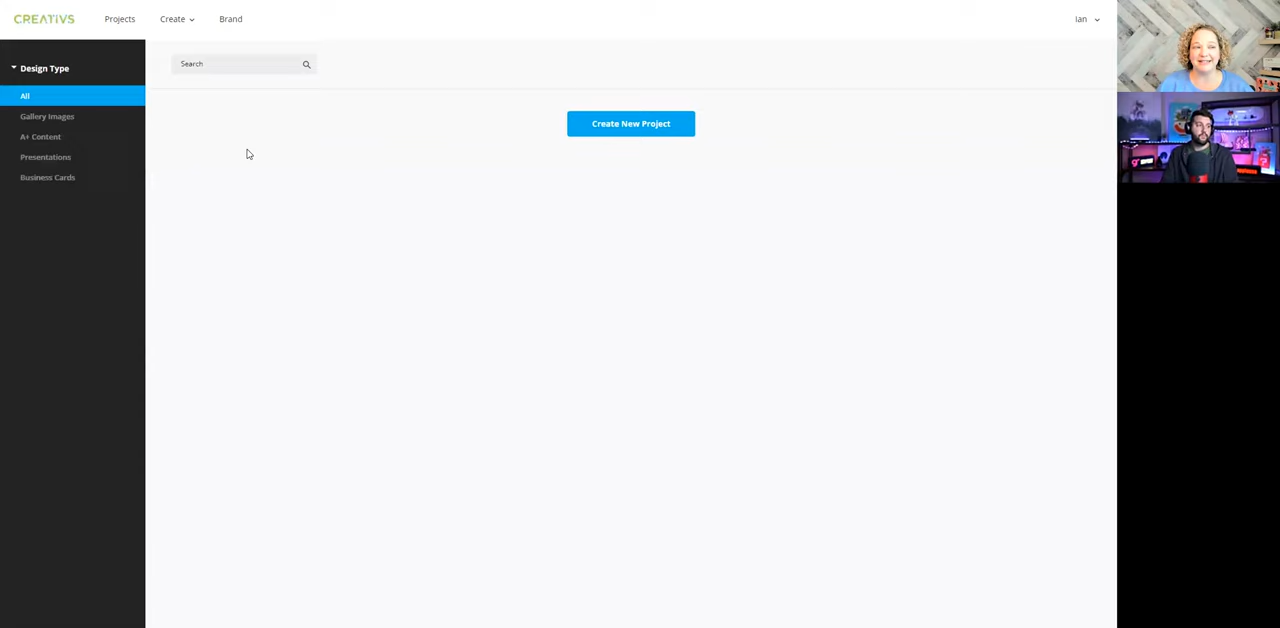 CREATIVS
Projects
Create
Brand
Ian
Design Type
All
Gallery Images
A+ Content
Presentations
Business Cards
Search
Create New Project